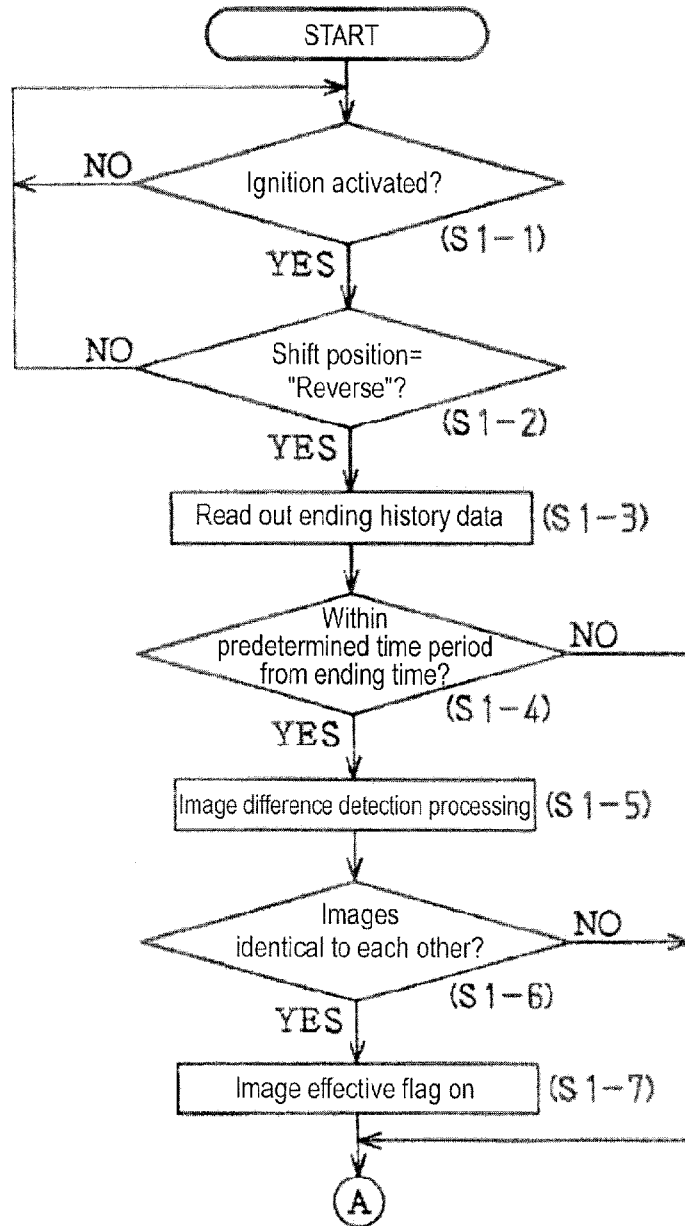 START
NO
Ignition activated?
(S1-1)
YES
NO
Shift position=
"Reverse"?
(S1-2)
YES
Read out ending history data
(S1-3)
Within
predetermined time period
from ending time?
NO
(S1-4)
YES
Image difference detection processing
(S1-5)
Images
identical to each other?
NO
(S1-6)
YES
Image effective flag on
(S1-7)
A